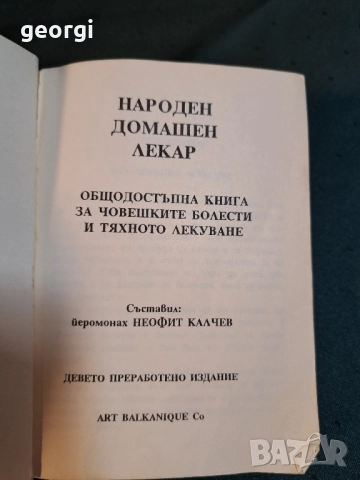 georgi
НАРОДЕН
ДОМАШЕН
ЛЕКАР
ОБЩОДОСТЪПНА КНИГА
ЗА ЧОВЕШКИТЕ БОЛЕСТИ
И ТЯХНОТО ЛЕКУВАНЕ
Съставил:
йеромонах НЕОФИТ КАЛЧЕВ
ДЕВЕТО ПРЕРАБОТЕНО ИЗДАНИЕ
ART BALKANIQUE Co
BAZAR